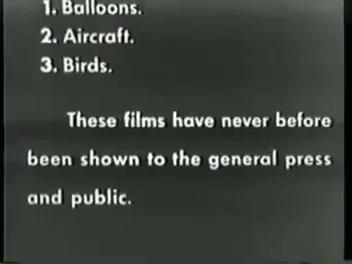 1. Balloons.
2. Aircraft.
3. Birds.
These films have never before
been shown to the general press
and public.